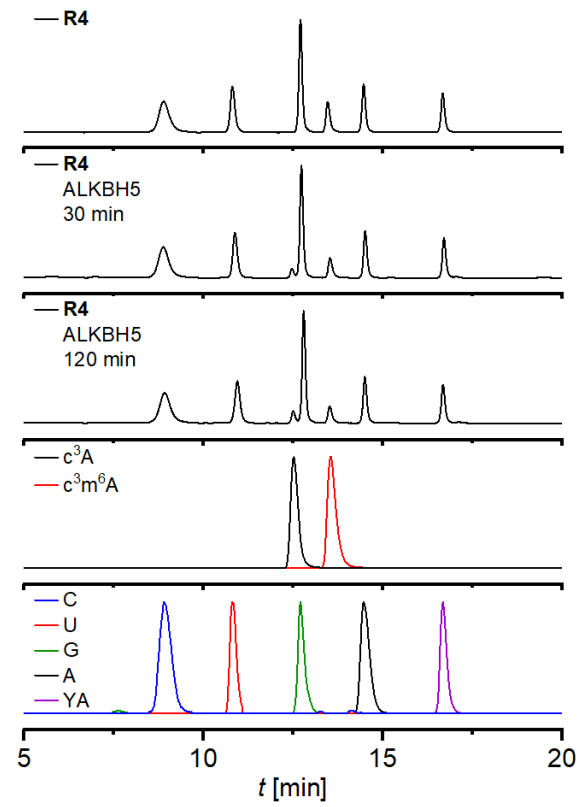 R4
R4
ALKBH5
30 min
R4
ALKBH5
120 min
c³A
c³m⁶A
C
U
G
A
YA
5 10 15 20
t [min]